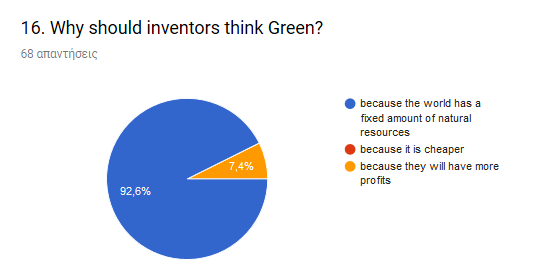 16. Why should inventors think Green?
68 απαντήσεις
because the world has a
fixed amount of natural
resources
because it is cheaper
because they will have more
profits
7,4%
92,6%